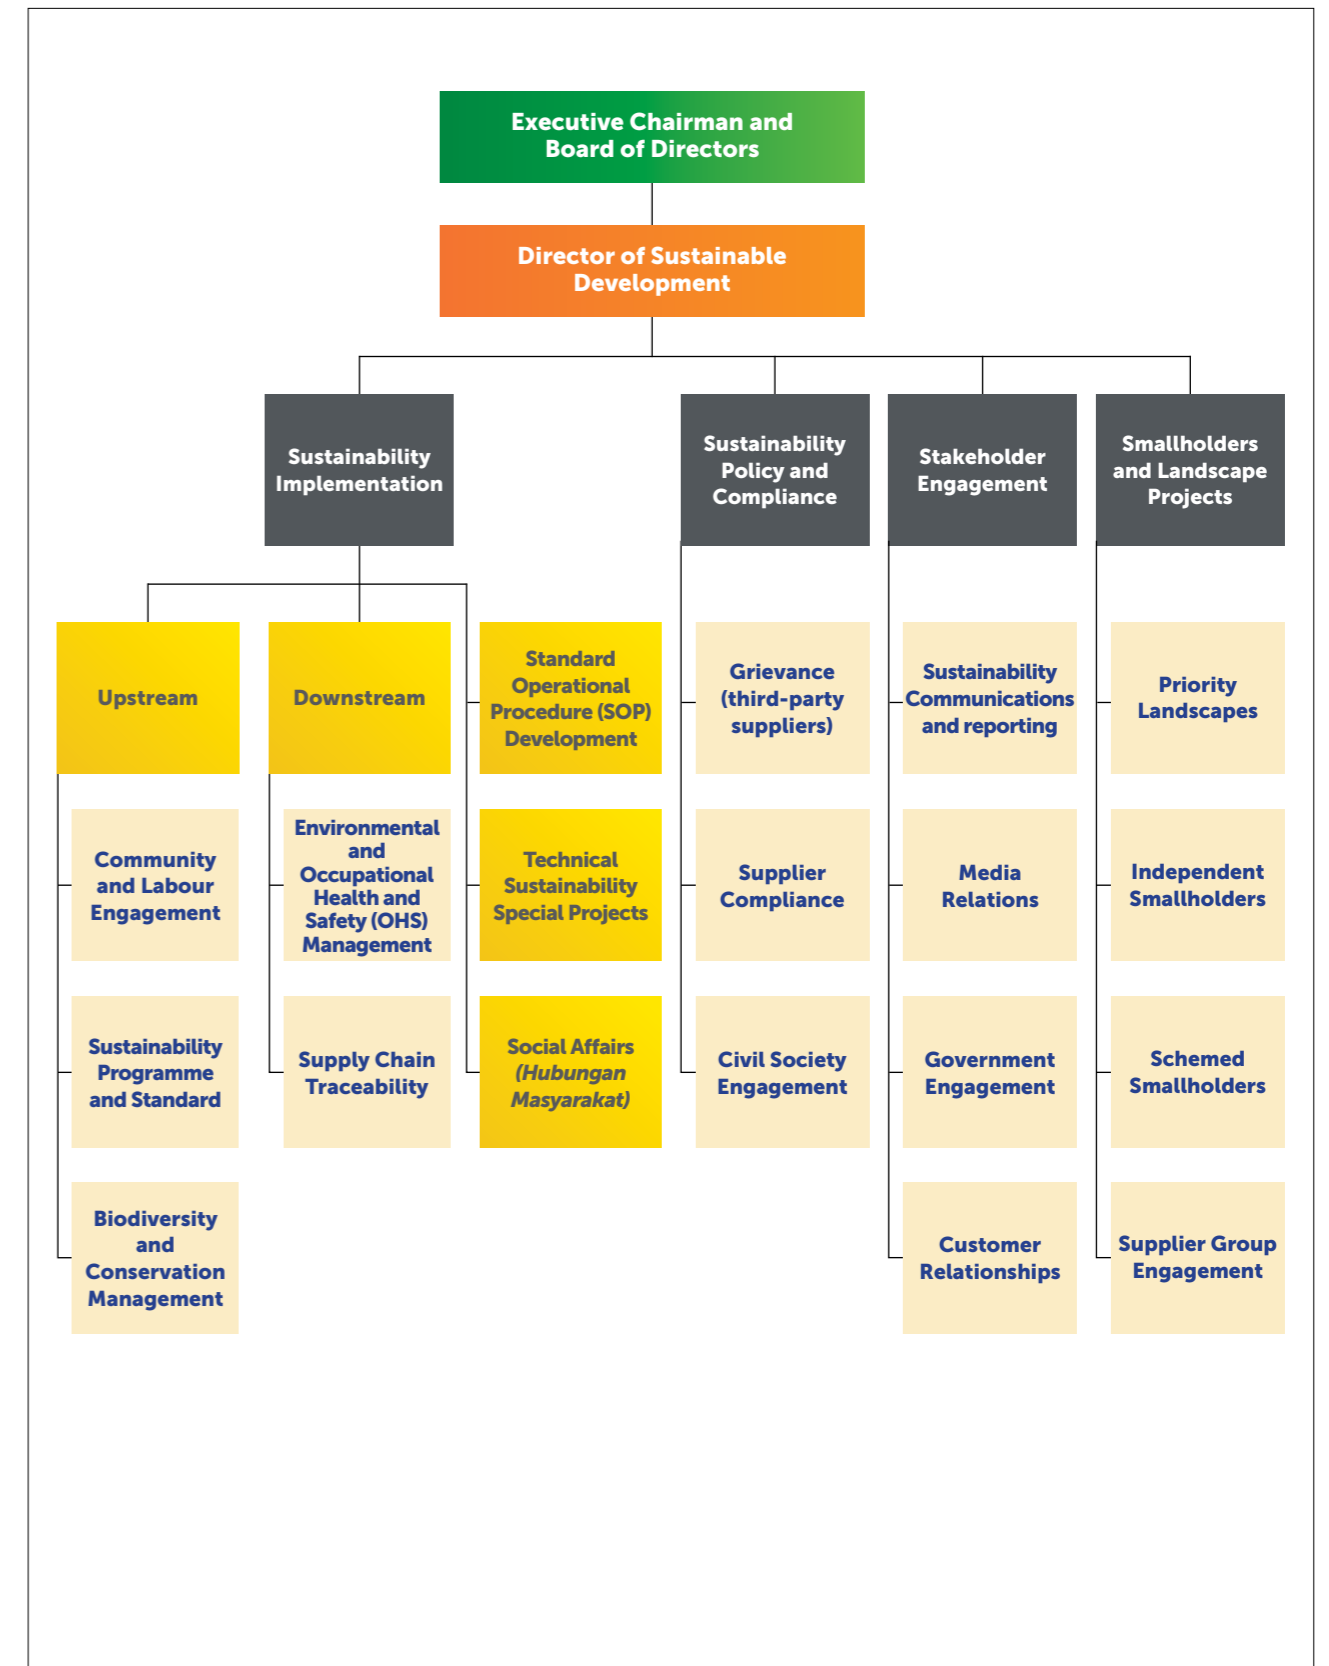 Executive Chairman and
Board of Directors
Director of Sustainable
Development
Sustainability
Implementation
Sustainability
Policy and
Compliance
Stakeholder
Engagement
Smallholders
and Landscape
Projects
Upstream
Downstream
Standard
Operational
Procedure (SOP)
Development
Grievance
(third-party
suppliers)
Sustainability
Communications
and reporting
Priority
Landscapes
Community
and Labour
Engagement
Environmental
and
Occupational
Health and
Safety (OHS)
Management
Technical
Sustainability
Special Projects
Supplier
Compliance
Media
Relations
Independent
Smallholders
Sustainability
Programme
and Standard
Supply Chain
Traceability
Social Affairs
(Hubungan
Masyarakat)
Civil Society
Engagement
Government
Engagement
Schemed
Smallholders
Biodiversity
and
Conservation
Management
Customer
Relationships
Supplier Group
Engagement